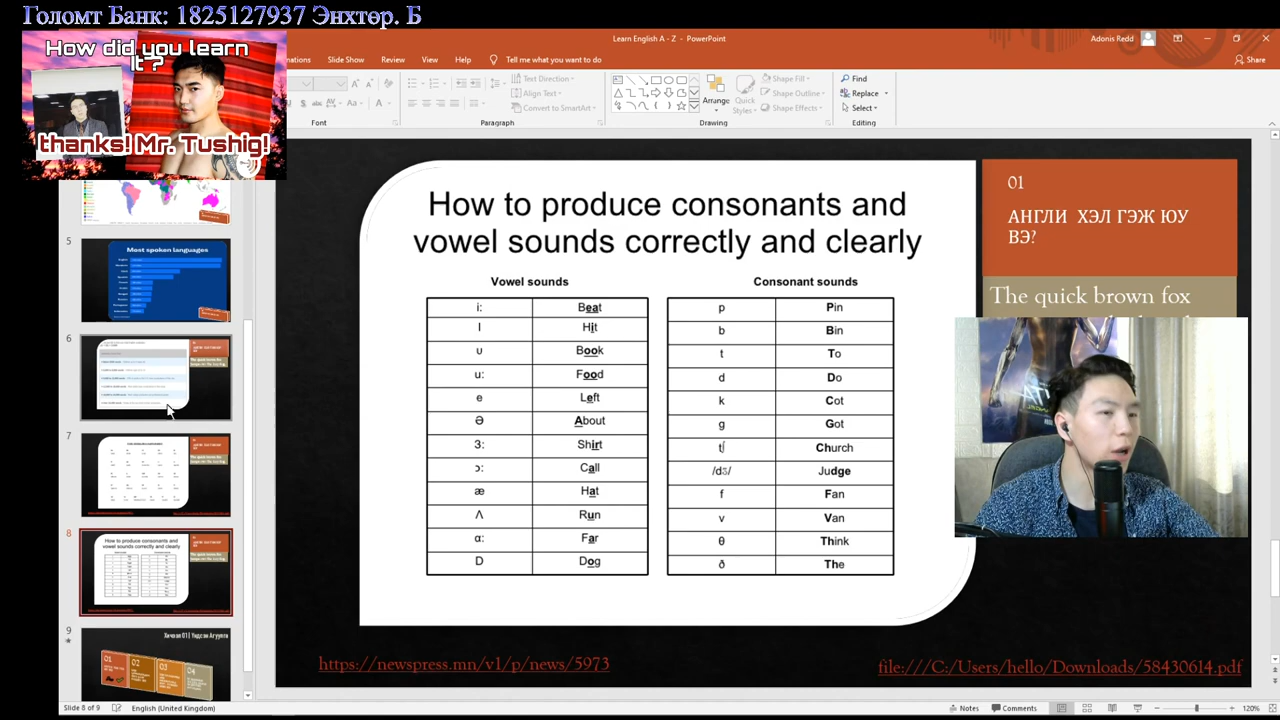 Голомт Банк: 1825127937 Энхтөр. Б
How did you learn
it ?
thanks! Mr. Tushig!
Learn English A - Z - PowerPoint
Adonis Redd
Slide Show Review View Help Tell me what you want to do
Share
Text Direction
Align Text
Convert to SmartArt
Arrange
Quick
Styles
Shape Fill
Shape Outline
Shape Effects
Find
Replace
Select
Font
Paragraph
Drawing
Editing
5
Most spoken languages
6
7
8
How to produce consonants and
vowel sounds correctly and clearly
9
01
02
03
04
How to produce consonants and
vowel sounds correctly and clearly
Vowel sounds Consonant sounds
i: Beat p Pin
I Hit b Bin
ʊ Book t To
u: Food d Do
e Left k Cot
Ə About g Got
3: Shirt tʃ Church
ɔ: Call /dʒ/ Judge
æ Hat f Fan
Λ Run v Van
ɑ: Far θ Think
D Dog ð The
01
АНГЛИ ХЭЛ ГЭЖ ЮУ
ВЭ?
The quick brown fox
https://newspress.mn/v1/p/news/5973
file:///C:/Users/hello/Downloads/58430614.pdf
Slide 8 of 9 English (United Kingdom)
Notes Comments 120%